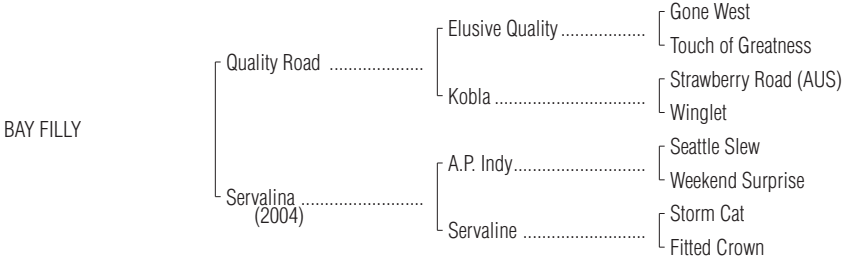 Gone West
Elusive Quality ...................
Touch of Greatness
Quality Road .....................
Strawberry Road (AUS)
Kobla .................................
Winglet
BAY FILLY
Seattle Slew
A.P. Indy.............................
Weekend Surprise
Servalina ...........................
(2004)
Storm Cat
Servaline ...........................
Fitted Crown